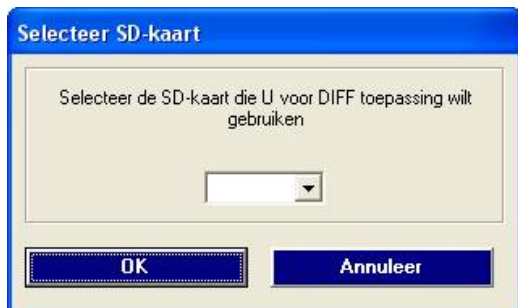 Selecteer SD-kaart
Selecteer de SD-kaart die U voor DIFF toepassing wilt
gebruiken
OK
Annuleer